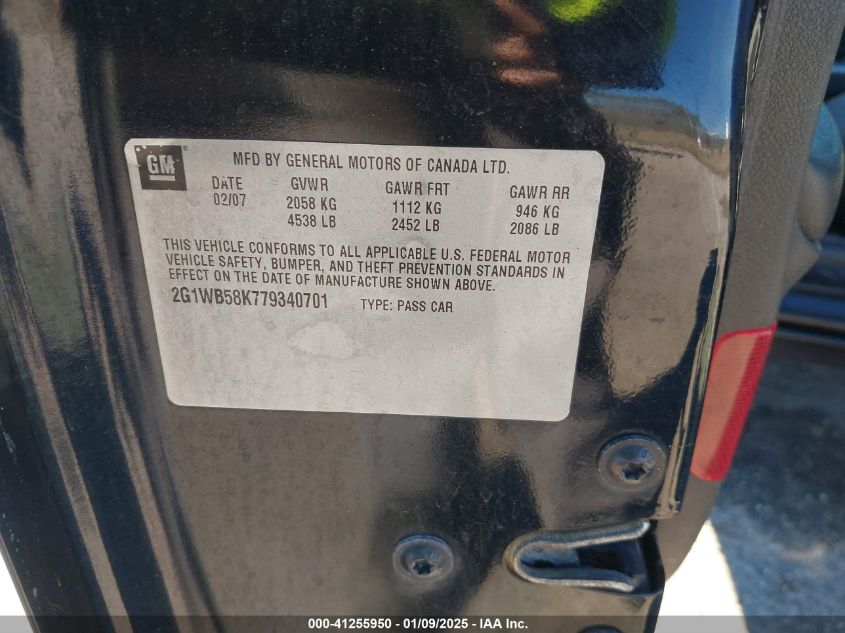 GM
MFD BY GENERAL MOTORS OF CANADA LTD.
DATE GVWR GAWR FRT GAWR RR
02/07 2058 KG 1112 KG 946 KG
4538 LB 2452 LB 2086 LB
THIS VEHICLE CONFORMS TO ALL APPLICABLE U.S. FEDERAL MOTOR
VEHICLE SAFETY, BUMPER, AND THEFT PREVENTION STANDARDS IN
EFFECT ON THE DATE OF MANUFACTURE SHOWN ABOVE.
2G1WB58K779340701 TYPE: PASS CAR
000-41255950 - 01/09/2025 - IAA Inc.